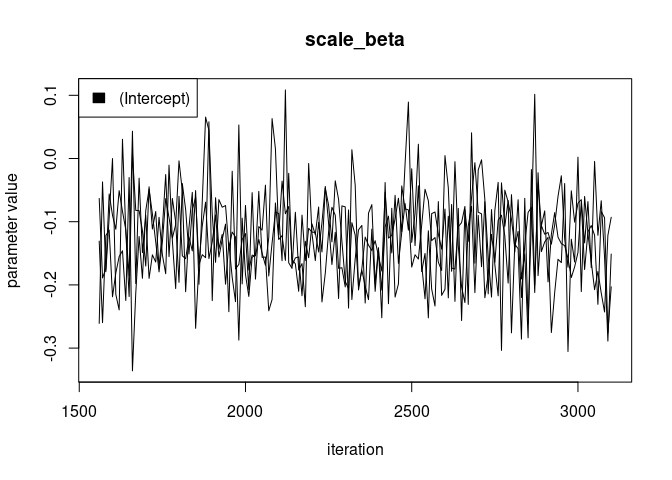 scale_beta
(Intercept)
0.1
0.0
-0.1
-0.2
-0.3
parameter value
1500
2000
2500
3000
iteration